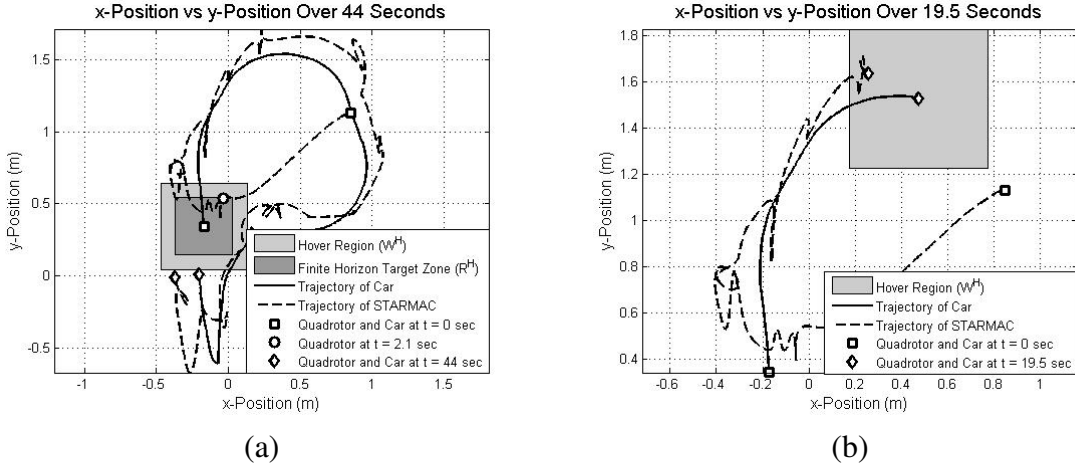 x-Position vs y-Position Over 44 Seconds
1.5
1
0.5
0
-0.5
-1
-0.5
0
0.5
1
1.5
y-Position (m)
x-Position (m)
Hover Region (W^H)
Finite Horizon Target Zone (R^H)
Trajectory of Car
Trajectory of STARMAC
Quadrotor and Car at t = 0 sec
Quadrotor at t = 2.1 sec
Quadrotor and Car at t = 44 sec
(a)
x-Position vs y-Position Over 19.5 Seconds
1.8
1.6
1.4
1.2
1
0.8
0.6
0.4
-0.6
-0.4
-0.2
0
0.2
0.4
0.6
0.8
1
y-Position (m)
x-Position (m)
Hover Region (W^H)
Trajectory of Car
Trajectory of STARMAC
Quadrotor and Car at t = 0 sec
Quadrotor and Car at t = 19.5 sec
(b)